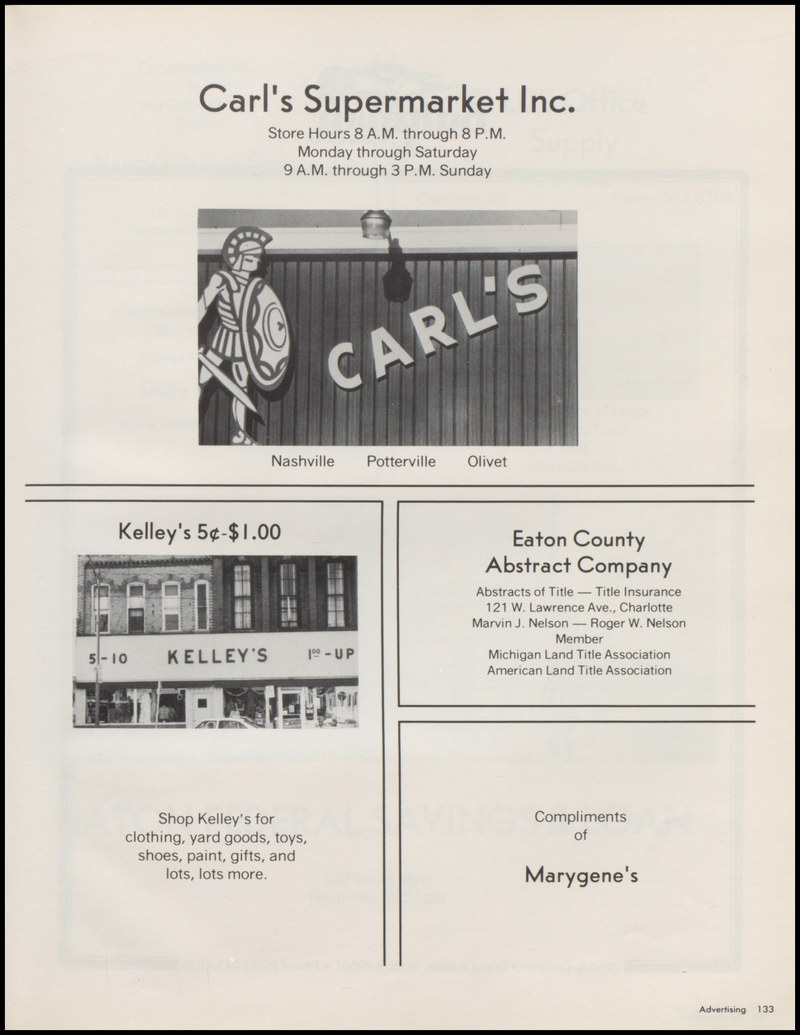 Carl's Supermarket Inc.
Store Hours 8 A.M. through 8 P.M.
Monday through Saturday
9 A.M. through 3 P.M. Sunday
CARL'S
Nashville Potterville Olivet
Kelley's 5¢-$1.00
5-10 KELLEY'S 100 - UP
Shop Kelley's for
clothing, yard goods, toys,
shoes, paint, gifts, and
lots, lots more.
Eaton County
Abstract Company
Abstracts of Title — Title Insurance
121 W. Lawrence Ave., Charlotte
Marvin J. Nelson — Roger W. Nelson
Member
Michigan Land Title Association
American Land Title Association
Compliments
of
Marygene's
Advertising 133